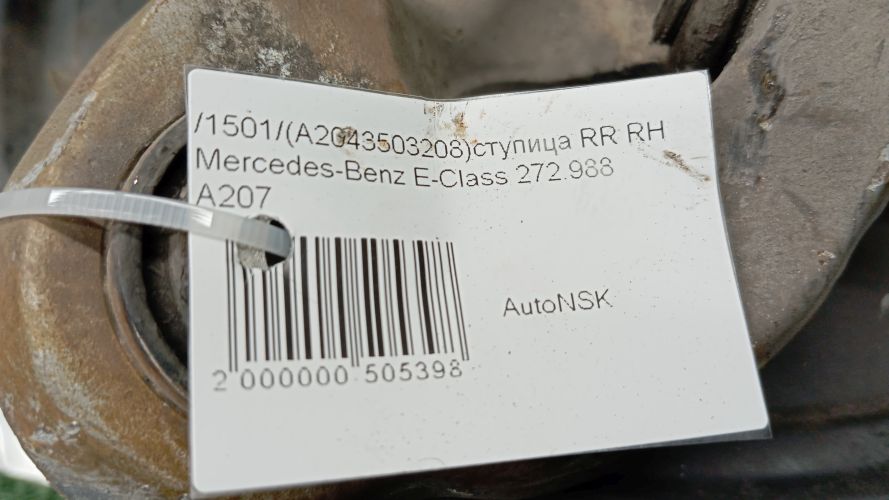 /1501/(A2043503208)ступица RR RH
Mercedes-Benz E-Class 272.988
A207
AutoNSK
2 000000 505398